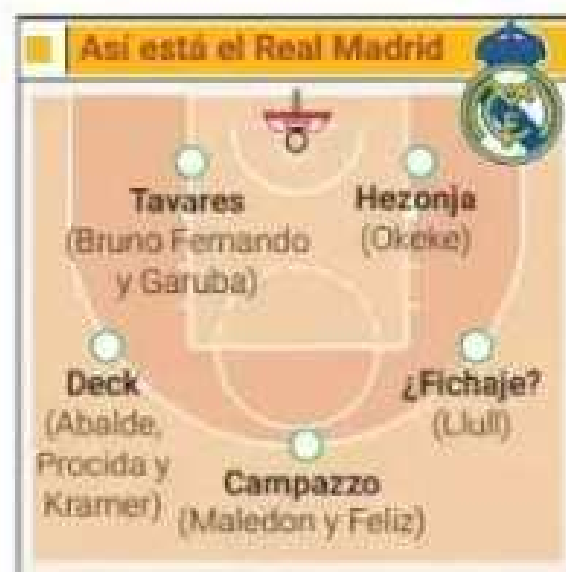 Así está el Real Madrid
Tavares
(Bruno Fernando
y Garuba)
Hezonja
(Okeke)
Deck
(Abalde,
Procida y
Kramer)
¿Fichaje?
(Llull)
Campazzo
(Maledon y Feliz)